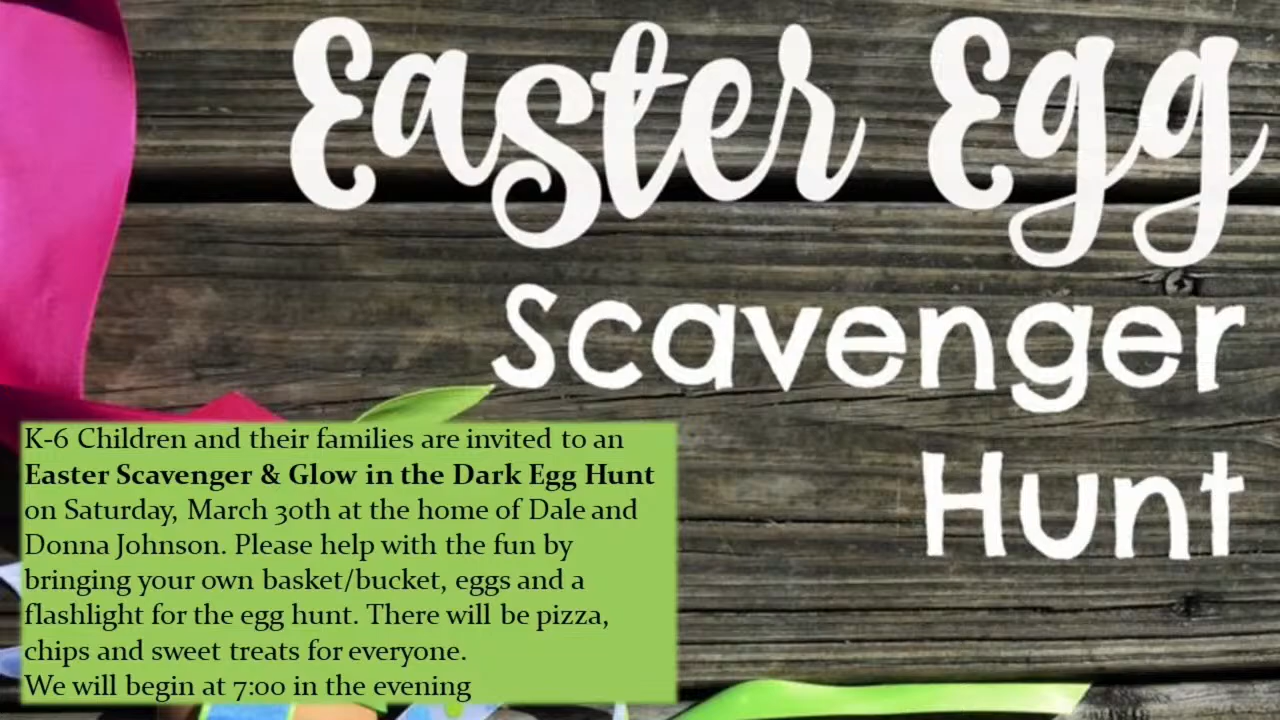 Easter Egg
Scavenger
Hunt
K-6 Children and their families are invited to an
Easter Scavenger & Glow in the Dark Egg Hunt
on Saturday, March 30th at the home of Dale and
Donna Johnson. Please help with the fun by
bringing your own basket/bucket, eggs and a
flashlight for the egg hunt. There will be pizza,
chips and sweet treats for everyone.
We will begin at 7:00 in the evening